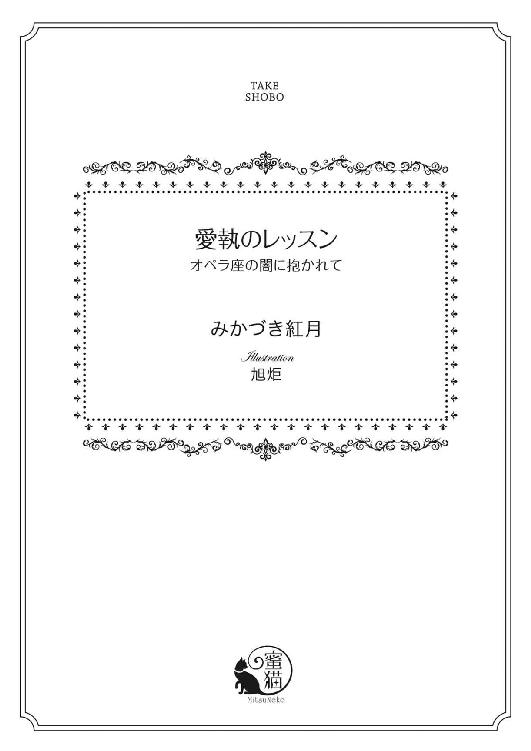 TAKE
SHOBO
愛執のレッスン
オペラ座の闇に抱かれて
みかづき紅月
Illustration
旭炬
蜜
猫
MitsuNeko